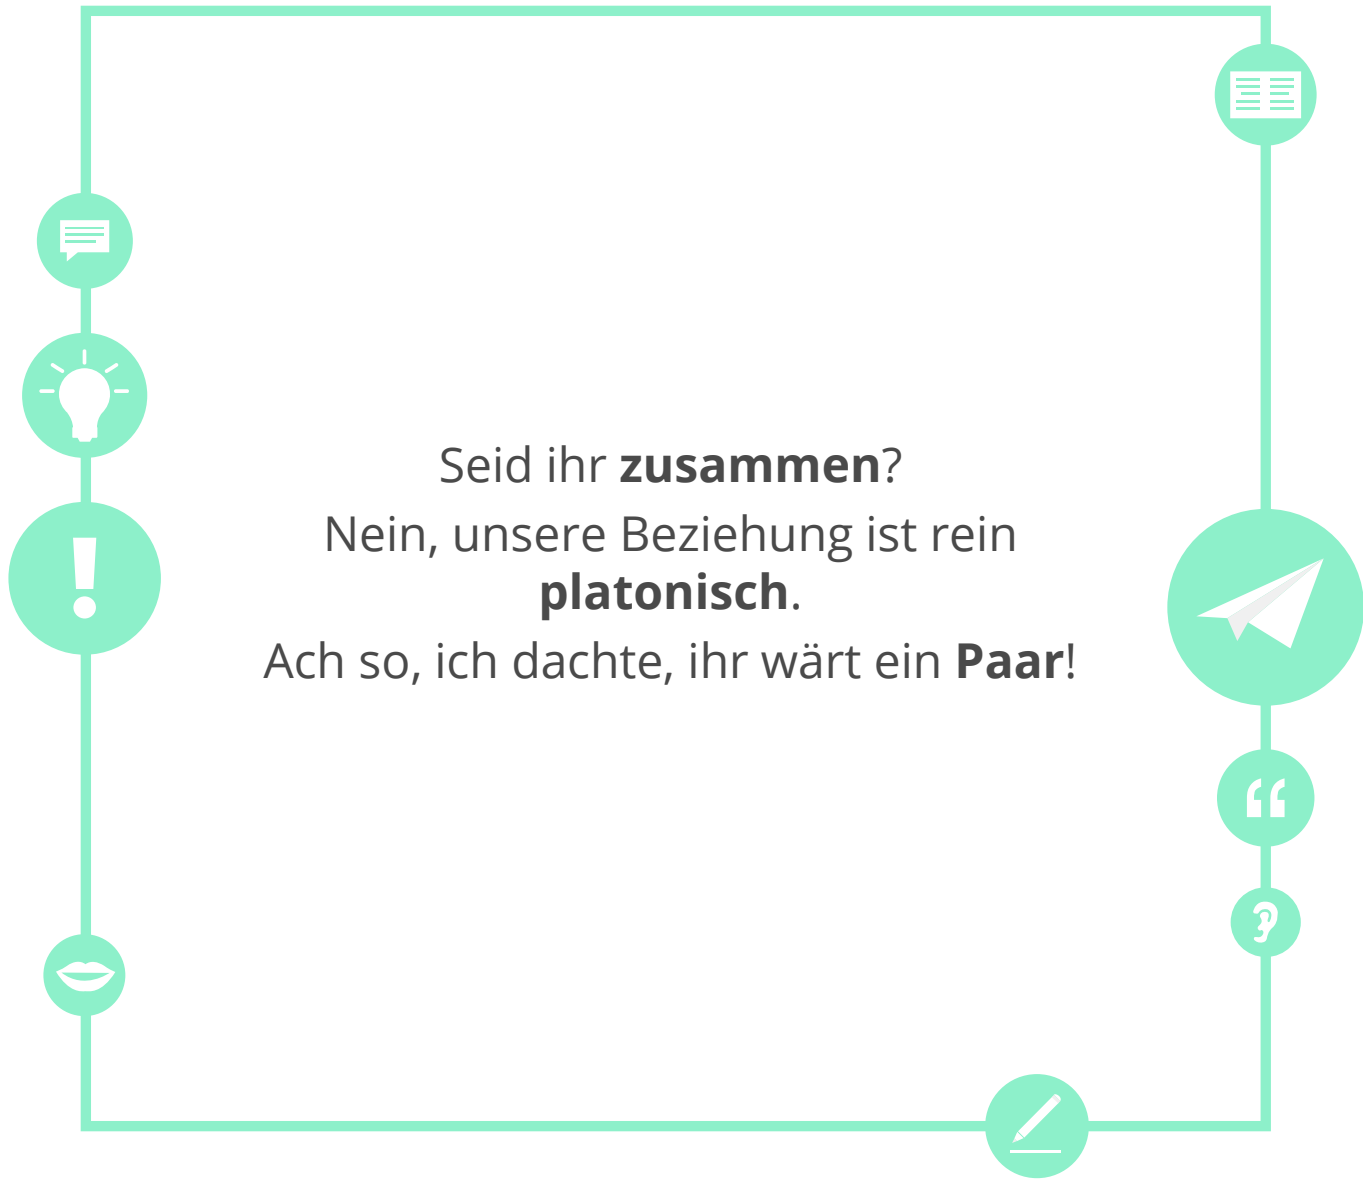 Seid ihr zusammen?
Nein, unsere Beziehung ist rein
platonisch.
Ach so, ich dachte, ihr wärt ein Paar!